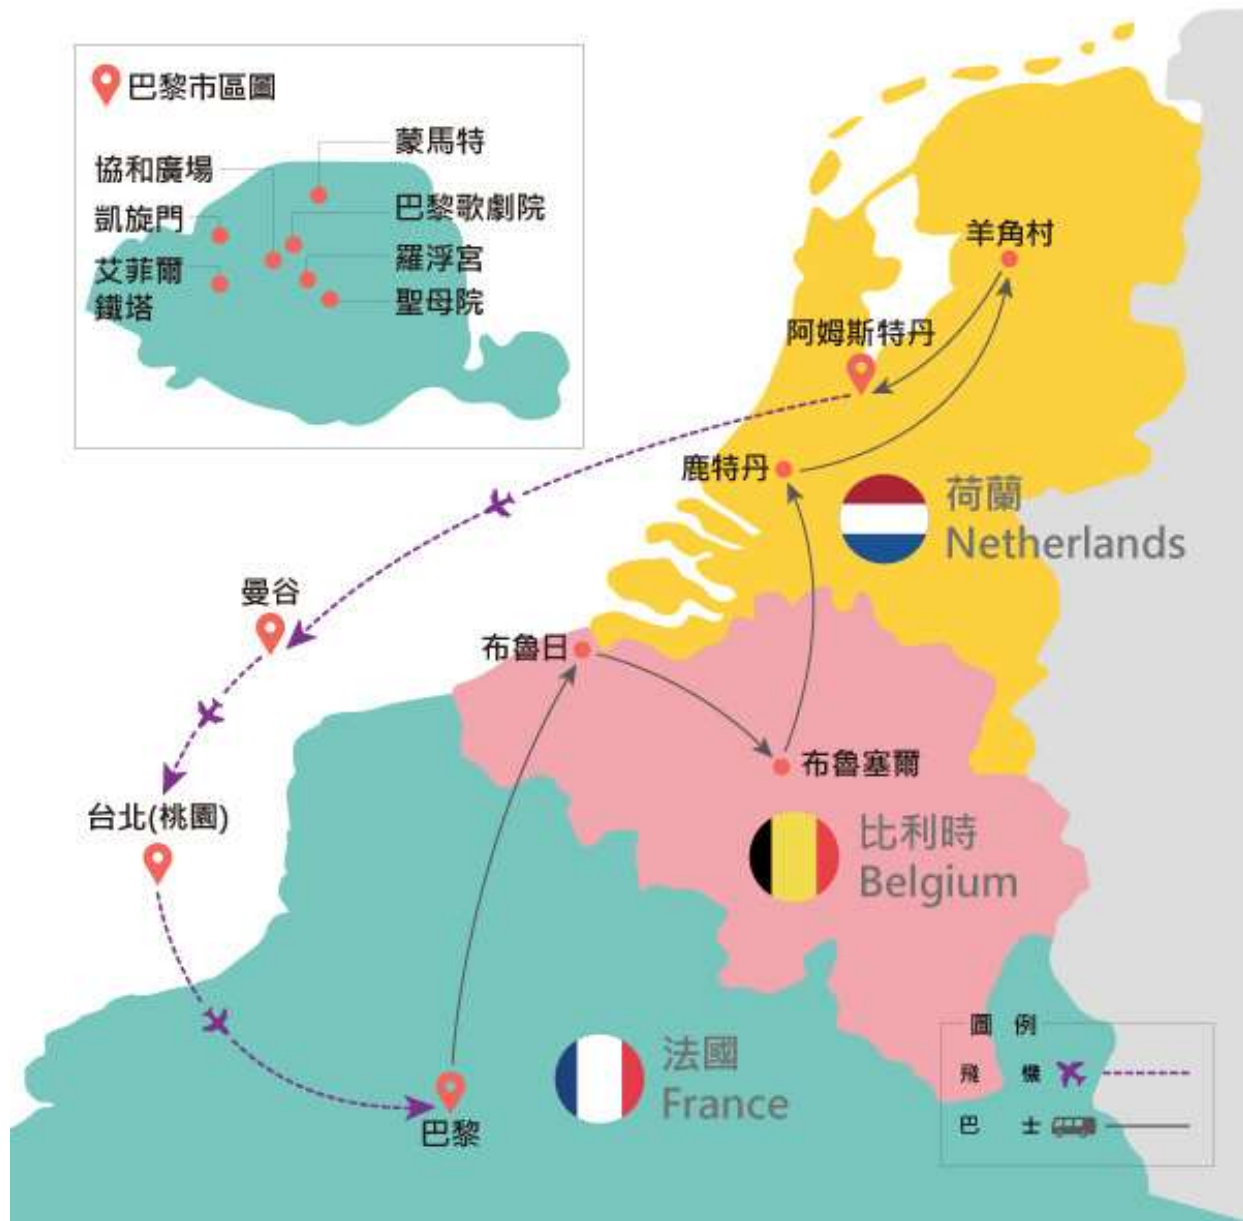 巴黎市區圖
蒙馬特
協和廣場
巴黎歌劇院
凱旋門
羅浮宮
艾菲爾
鐵塔
聖母院
羊角村
阿姆斯特丹
鹿特丹
荷蘭
Netherlands
曼谷
布魯日
布魯塞爾
台北(桃園)
比利時
Belgium
法國
France
巴黎
圖 例
飛 機
巴 士